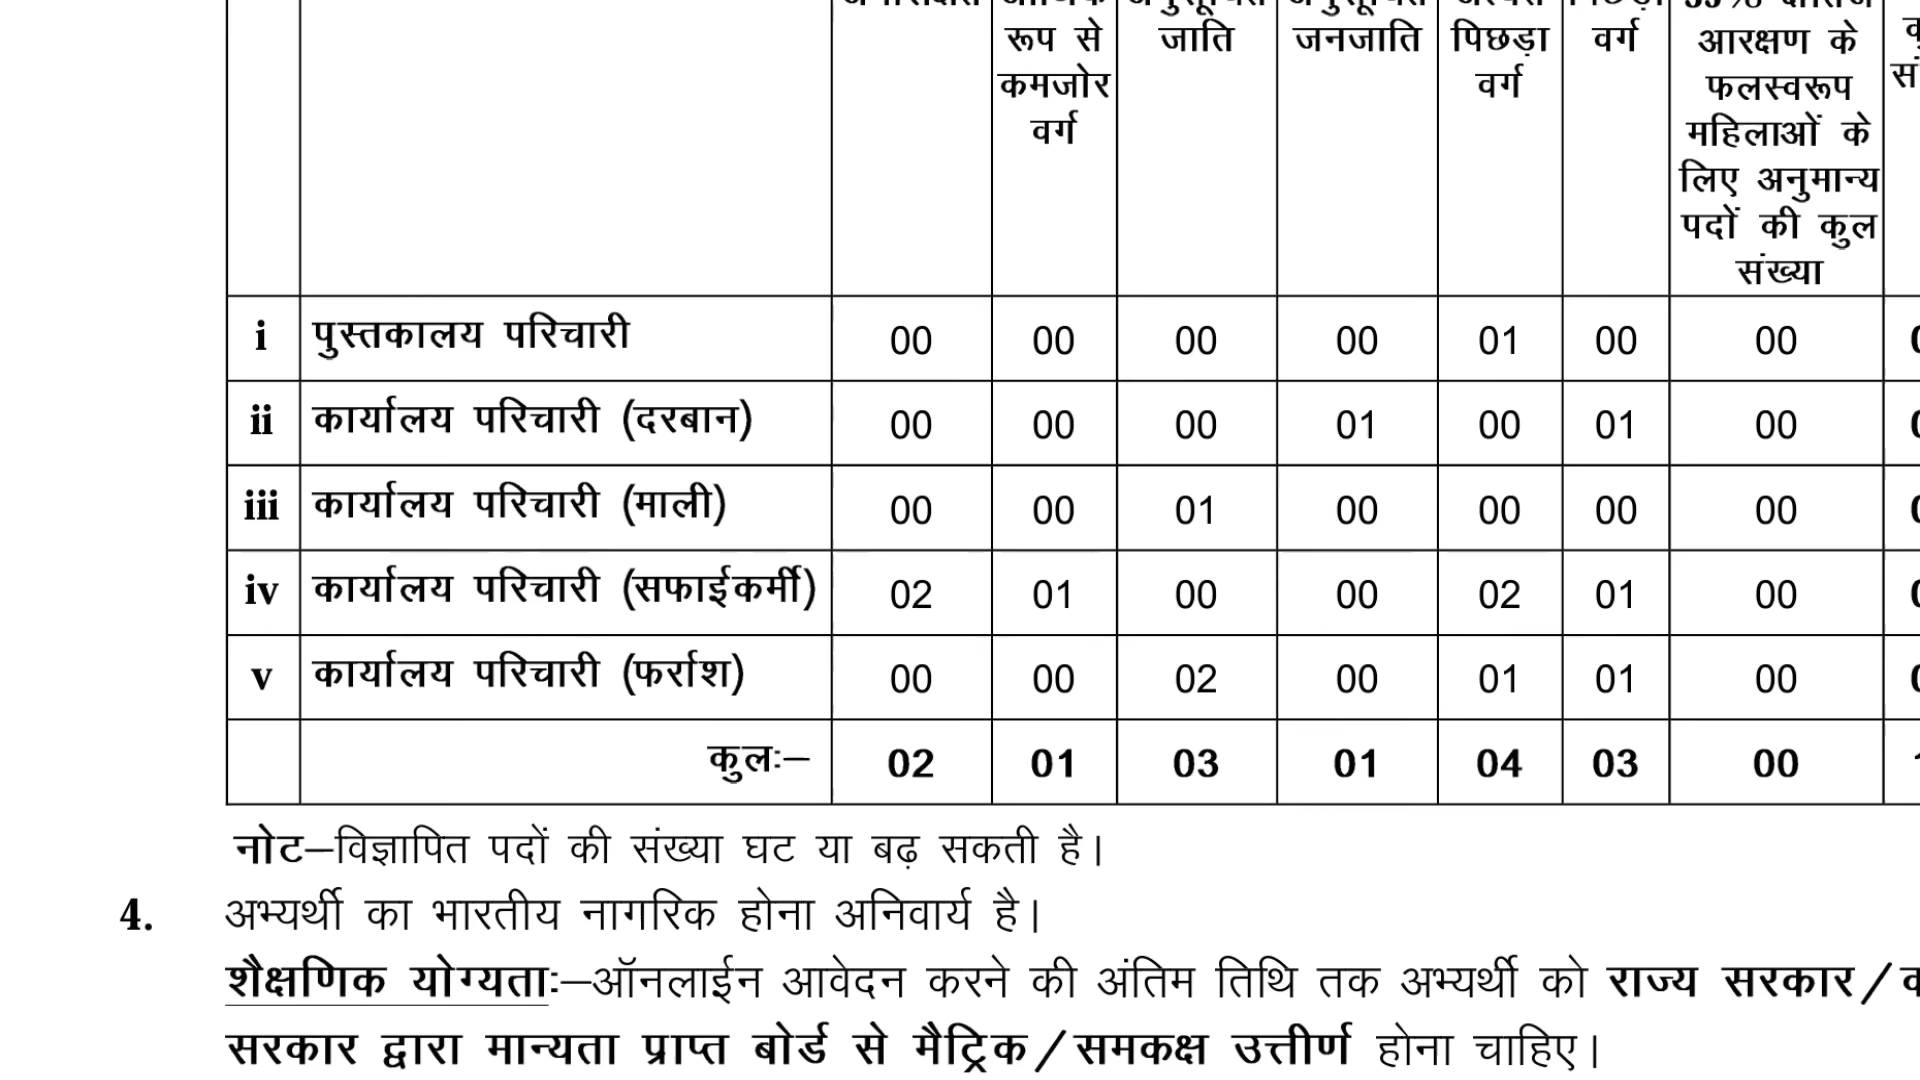 रूप से जाति जनजाति पिछड़ा वर्ग आरक्षण के
कमजोर वर्ग फलस्वरूप
वर्ग महिलाओं के
लिए अनुमान्य
पदों की कुल
संख्या
i पुस्तकालय परिचारी 00 00 00 00 01 00 00
ii कार्यालय परिचारी (दरबान) 00 00 00 01 00 01 00
iii कार्यालय परिचारी (माली) 00 00 01 00 00 00 00
iv कार्यालय परिचारी (सफाईकर्मी) 02 01 00 00 02 01 00
v कार्यालय परिचारी (फर्राश) 00 00 02 00 01 01 00
कुलः– 02 01 03 01 04 03 00
नोट–विज्ञापित पदों की संख्या घट या बढ़ सकती है।
4. अभ्यर्थी का भारतीय नागरिक होना अनिवार्य है।
शैक्षणिक योग्यताः–ऑनलाईन आवेदन करने की अंतिम तिथि तक अभ्यर्थी को राज्य सरकार/
सरकार द्वारा मान्यता प्राप्त बोर्ड से मैट्रिक/समकक्ष उत्तीर्ण होना चाहिए।